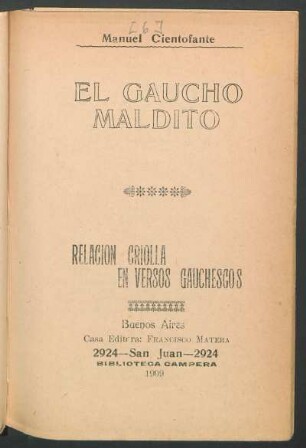 [6]
Manuel Cientofante
EL GAUCHO
MALDITO
RELACION CRIOLLA
EN VERSOS GAUCHESCOS
Buenos Aires
Casa Editora: FRANCISCO MATERA
2924—San Juan—2924
BIBLIOTECA CAMPERA
1909